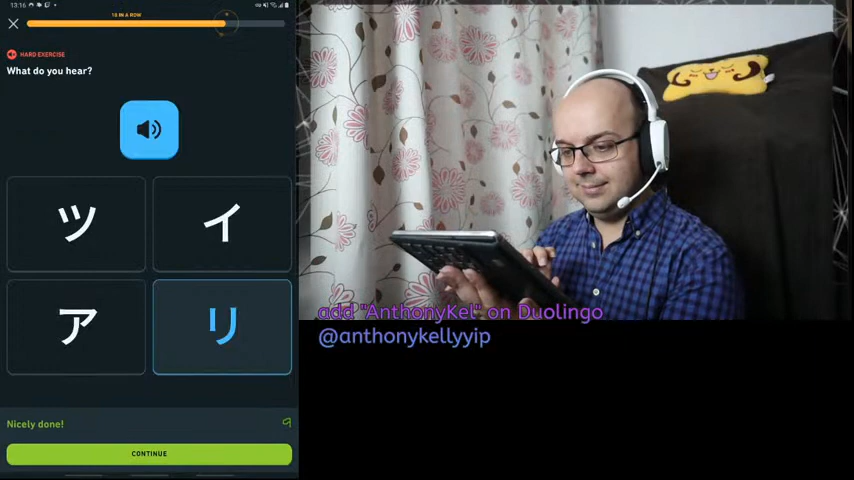 13:16
18 IN A ROW
HARD EXERCISE
What do you hear?
ツ
イ
ア
リ
Nicely done!
CONTINUE
add "AnthonyKel" on Duolingo
@anthonykellyyip